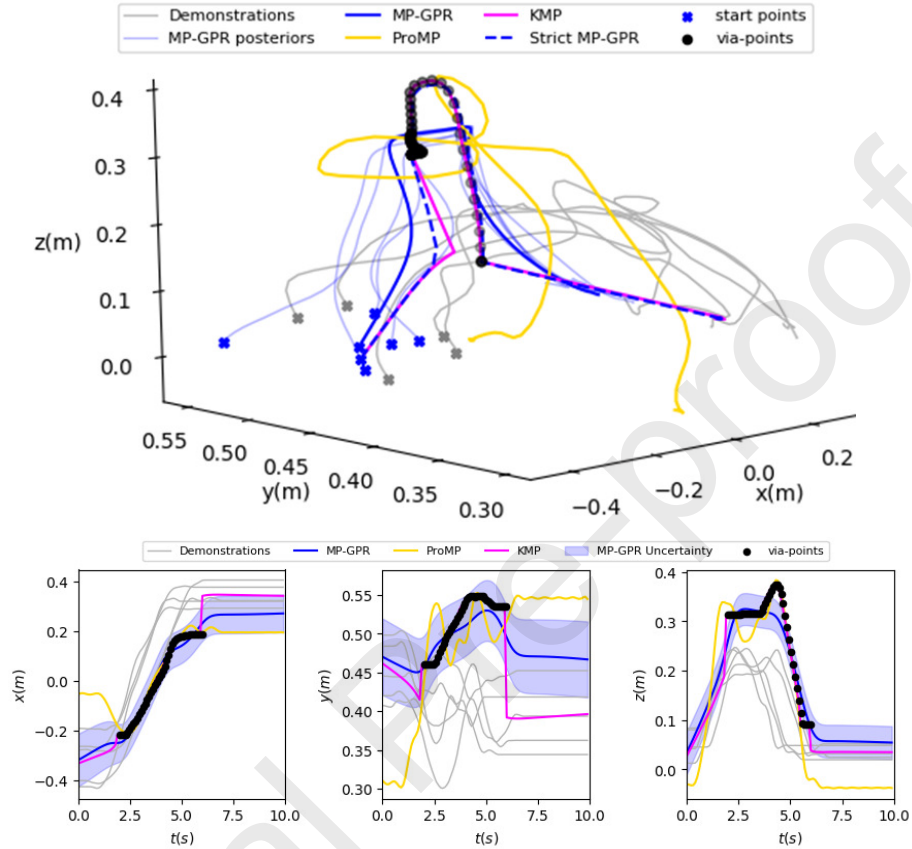 Demonstrations MP-GPR KMP start points
MP-GPR posteriors ProMP Strict MP-GPR via-points
0.4
0.3
z(m)
0.2
0.1
0.0
0.55
0.50
0.45
0.40
0.35
0.30
y(m)
−0.4
−0.2
0.0
0.2
x(m)
Demonstrations MP-GPR ProMP KMP MP-GPR Uncertainty via-points
0.4
0.2
0.0
−0.2
−0.4
x(m)
0.0 2.5 5.0 7.5 10.0
t(s)
0.55
0.50
0.45
0.40
0.35
0.30
y(m)
0.0 2.5 5.0 7.5 10.0
t(s)
0.4
0.3
0.2
0.1
0.0
z(m)
0.0 2.5 5.0 7.5 10.0
t(s)
al Pre-proof